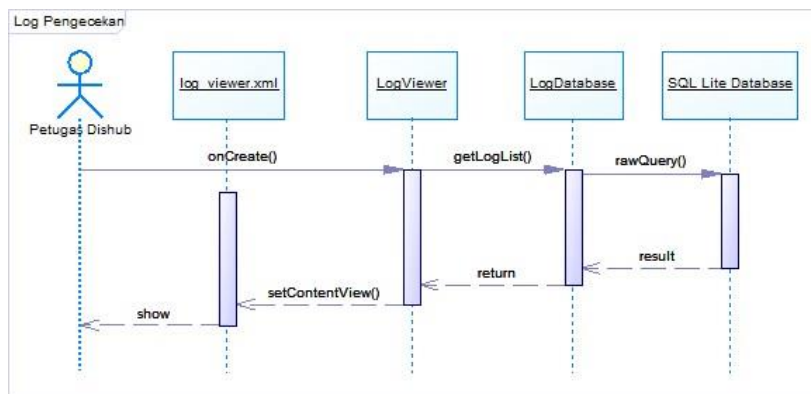 Log Pengecekan
Petugas Dishub
log_viewer.xml
LogViewer
LogDatabase
SQL Lite Database
onCreate()
getLogList()
rawQuery()
result
return
setContentView()
show